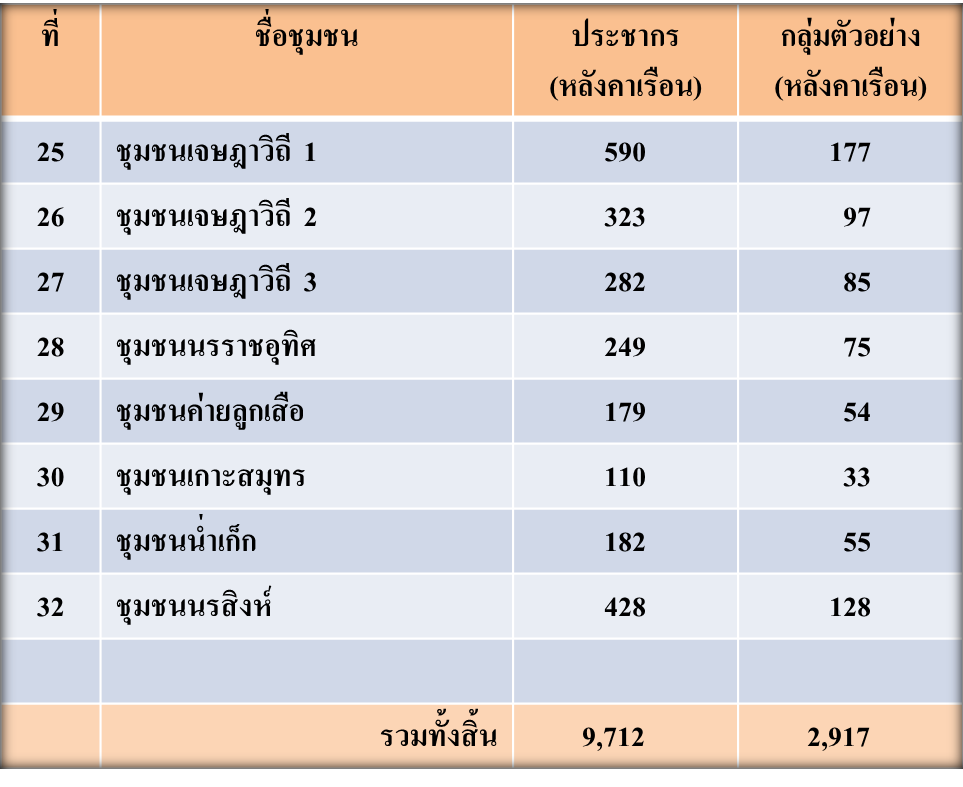 ที่ ชื่อชุมชน ประชากร กลุ่มตัวอย่าง
(หลังคาเรือน) (หลังคาเรือน)
25 ชุมชนเจษฎาวิถี 1 590 177
26 ชุมชนเจษฎาวิถี 2 323 97
27 ชุมชนเจษฎาวิถี 3 282 85
28 ชุมชนนรราชอุทิศ 249 75
29 ชุมชนค่ายลูกเสือ 179 54
30 ชุมชนเกาะสมุทร 110 33
31 ชุมชนน่ำเก็ก 182 55
32 ชุมชนนรสิงห์ 428 128
รวมทั้งสิ้น 9,712 2,917